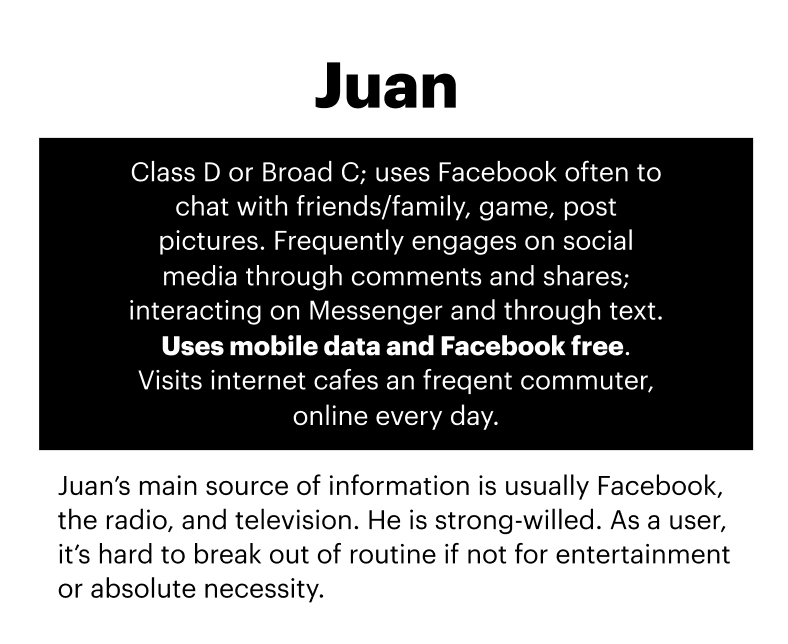 Juan
Class D or Broad C; uses Facebook often to
chat with friends/family, game, post
pictures. Frequently engages on social
media through comments and shares;
interacting on Messenger and through text.
Uses mobile data and Facebook free.
Visits internet cafes an freqent commuter,
online every day.
Juan’s main source of information is usually Facebook,
the radio, and television. He is strong-willed. As a user,
it’s hard to break out of routine if not for entertainment
or absolute necessity.